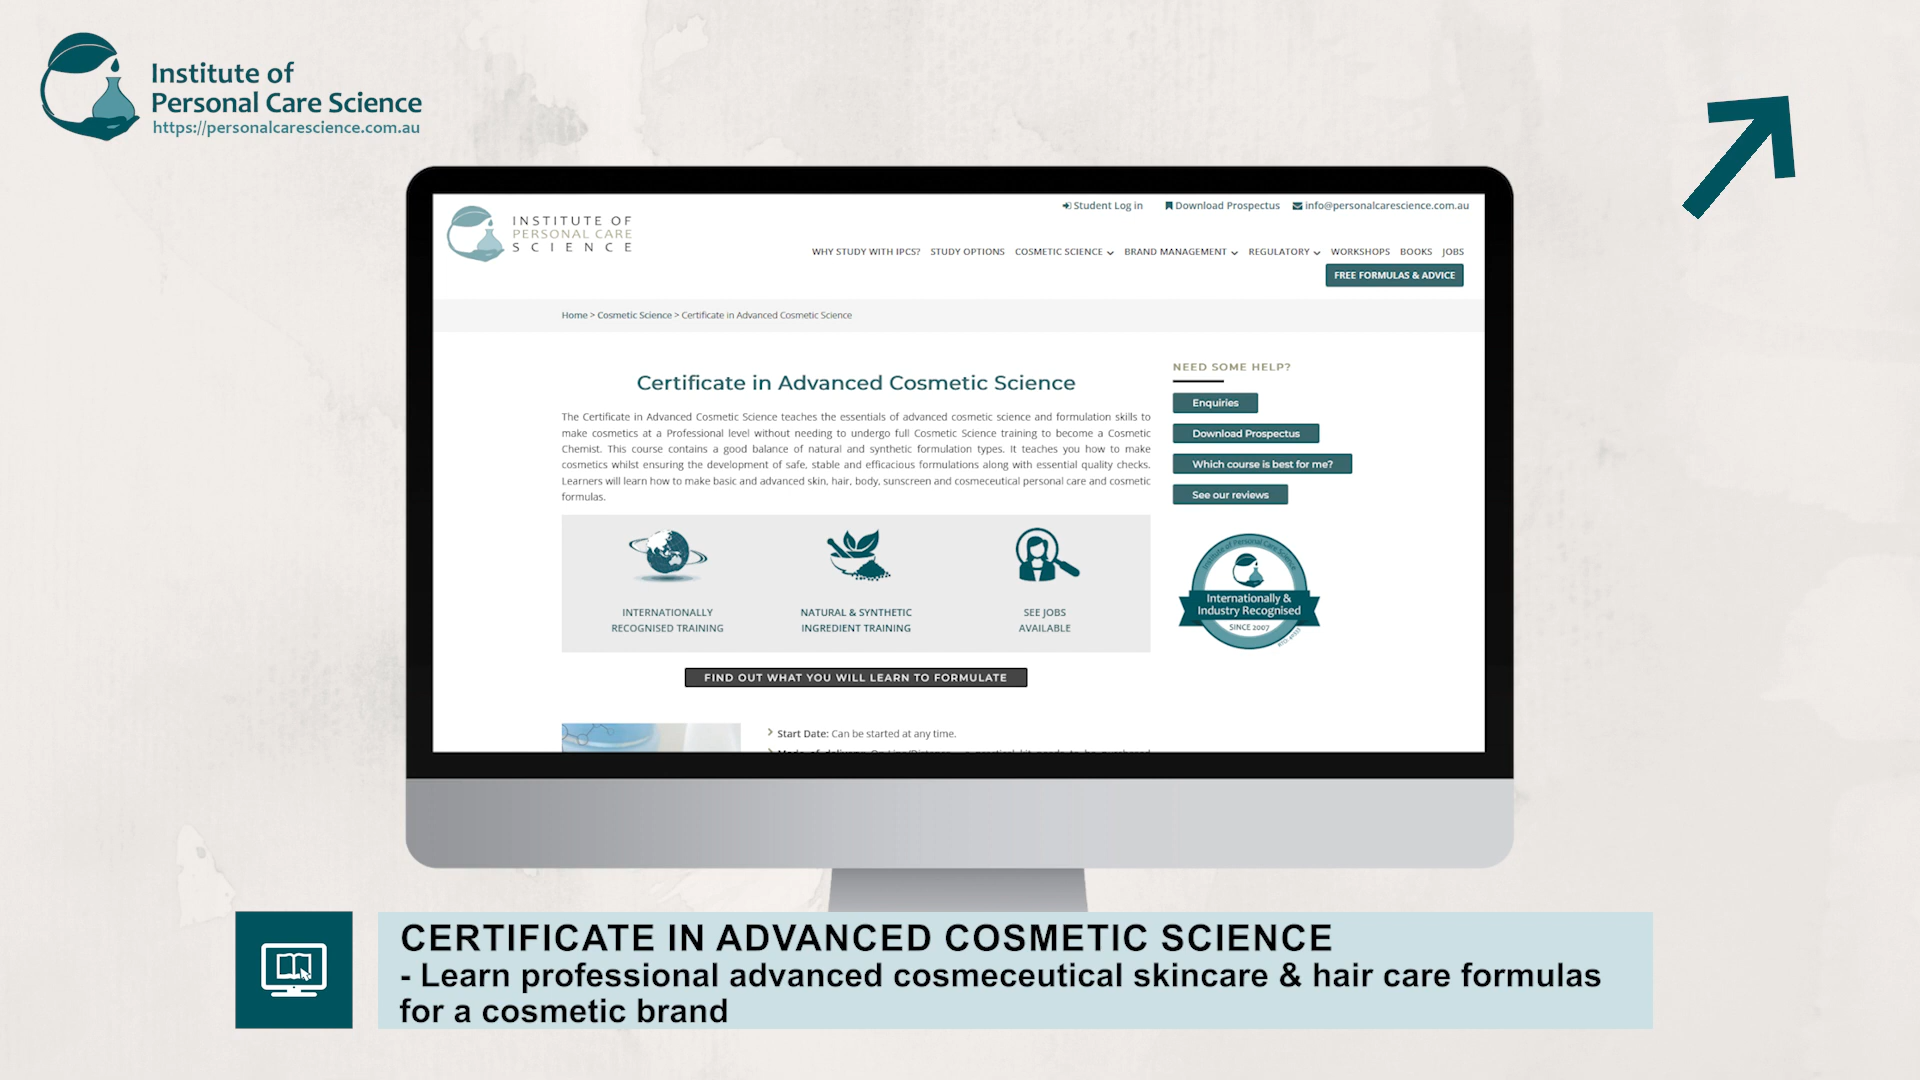 Institute of
Personal Care Science
https://personalcarescience.com.au
INSTITUTE OF
PERSONAL CARE
SCIENCE
Student Log in Download Prospectus info@personalcarescience.com.au
WHY STUDY WITH IPCS? STUDY OPTIONS COSMETIC SCIENCE BRAND MANAGEMENT REGULATORY WORKSHOPS BOOKS JOBS
FREE FORMULAS & ADVICE
Home > Cosmetic Science > Certificate in Advanced Cosmetic Science
Certificate in Advanced Cosmetic Science
The Certificate in Advanced Cosmetic Science teaches the essentials of advanced cosmetic science and formulation skills to
make cosmetics at a Professional level without needing to undergo full Cosmetic Science training to become a Cosmetic
Chemist. This course contains a good balance of natural and synthetic formulation types. It teaches you how to make
cosmetics whilst ensuring the development of safe, stable and efficacious formulations along with essential quality checks.
Learners will learn how to make basic and advanced skin, hair, body, sunscreen and cosmeceutical personal care and cosmetic
formulas.
INTERNATIONALLY
RECOGNISED TRAINING
NATURAL & SYNTHETIC
INGREDIENT TRAINING
SEE JOBS
AVAILABLE
FIND OUT WHAT YOU WILL LEARN TO FORMULATE
Start Date: Can be started at any time.
NEED SOME HELP?
Enquiries
Download Prospectus
Which course is best for me?
See our reviews
Institute of Personal Care Science
Internationally &
Industry Recognised
SINCE 2007
CERTIFICATE IN ADVANCED COSMETIC SCIENCE
- Learn professional advanced cosmeceutical skincare & hair care formulas
for a cosmetic brand